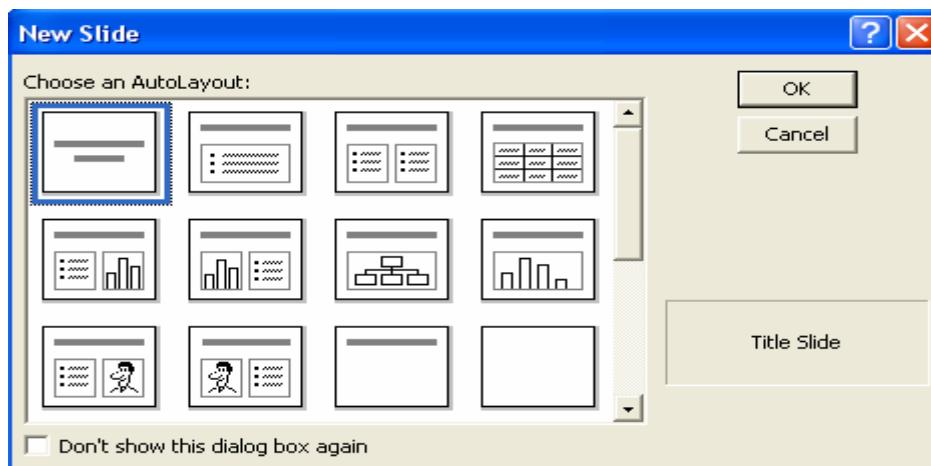 New Slide
Choose an AutoLayout:
OK
Cancel
Title Slide
Don't show this dialog box again